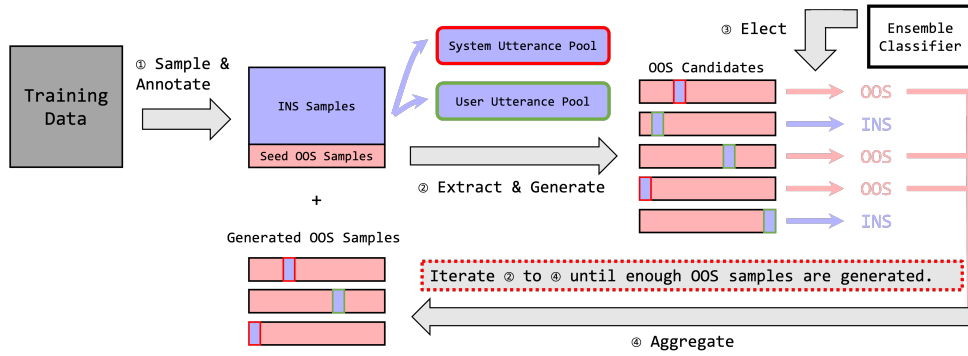 ③ Elect
Ensemble
Classifier
System Utterance Pool
① Sample &
Annotate
OOS Candidates
Training
Data
INS Samples
User Utterance Pool
OOS
INS
Seed OOS Samples
OOS
② Extract & Generate
OOS
+
INS
Generated OOS Samples
Iterate ② to ④ until enough OOS samples are generated.
④ Aggregate